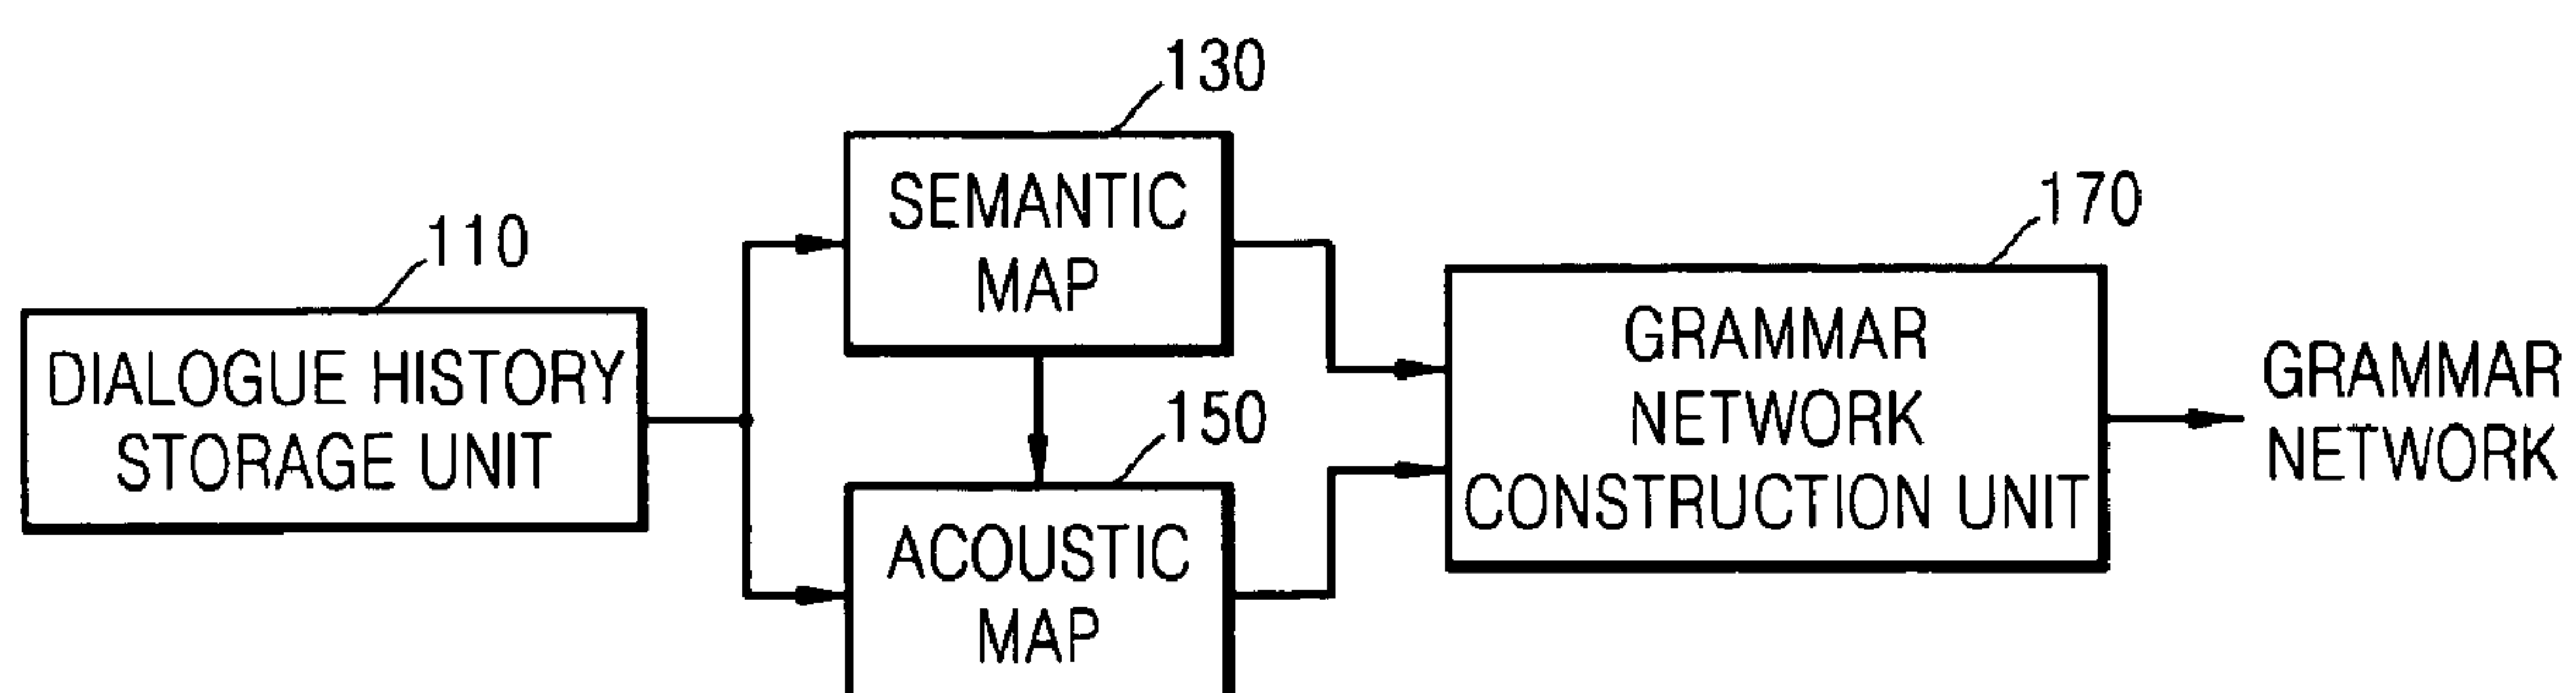 130
SEMANTIC
MAP
110
DIALOGUE HISTORY
STORAGE UNIT
150
ACOUSTIC
MAP
170
GRAMMAR
NETWORK
CONSTRUCTION UNIT
GRAMMAR
NETWORK